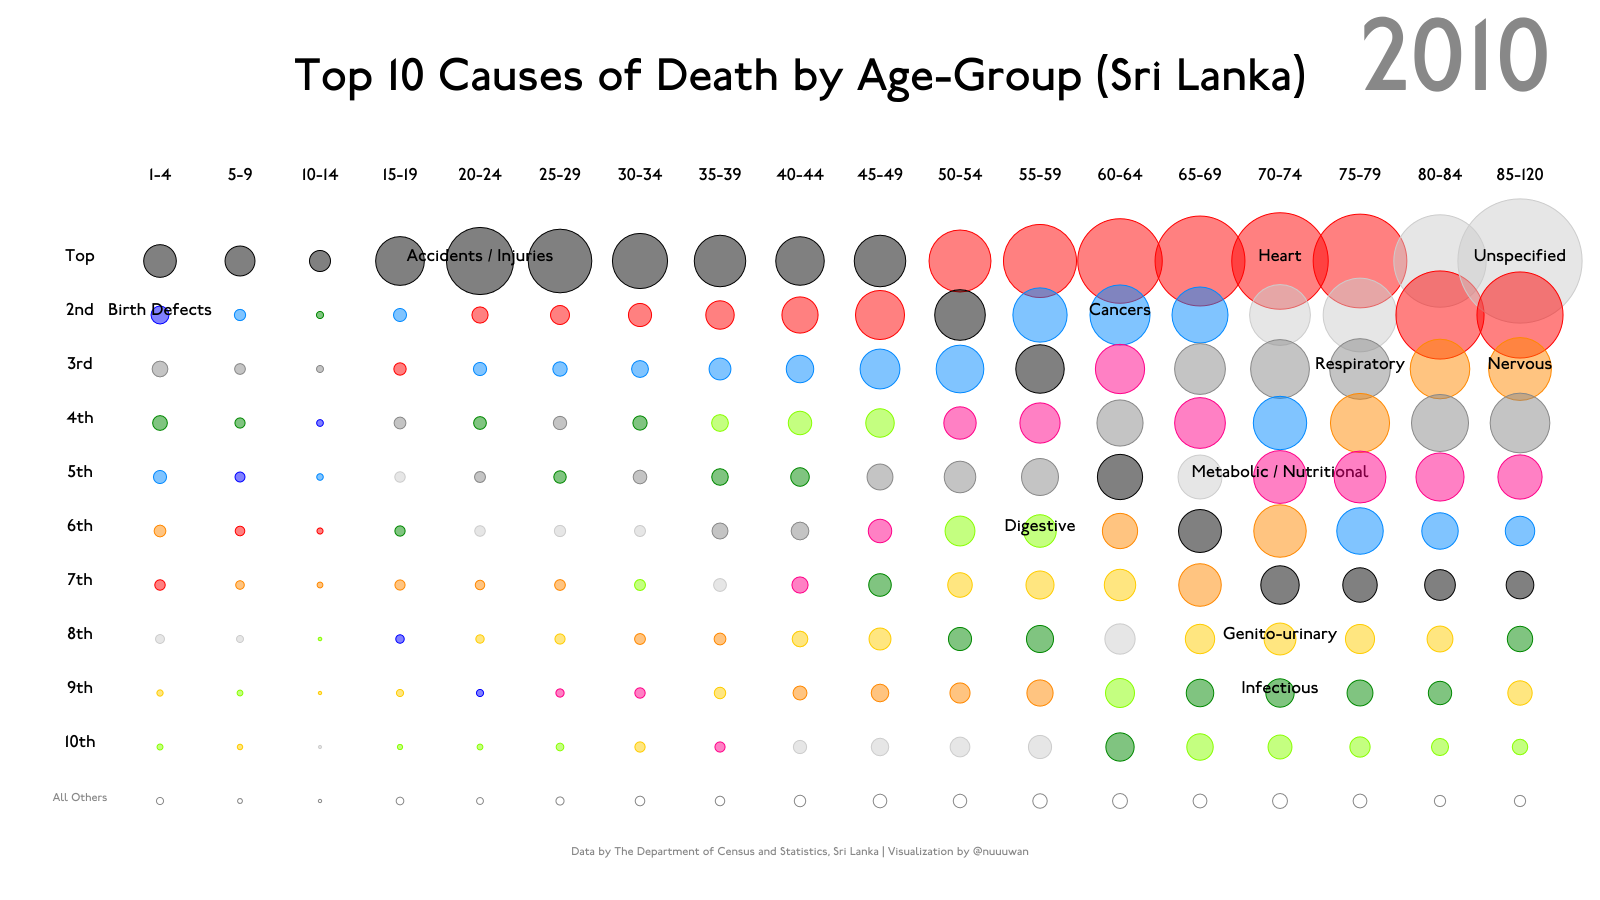 2010
Top 10 Causes of Death by Age-Group (Sri Lanka)
1-4 5-9 10-14 15-19 20-24 25-29 30-34 35-39 40-44 45-49 50-54 55-59 60-64 65-69 70-74 75-79 80-84 85-120
Top Accidents / Injuries Heart Unspecified
2nd Birth Defects Cancers
3rd Respiratory Nervous
4th
5th Metabolic / Nutritional
6th Digestive
7th
8th Genito-urinary
9th Infectious
10th
All Others
Data by The Department of Census and Statistics, Sri Lanka | Visualization by @nuuuwan